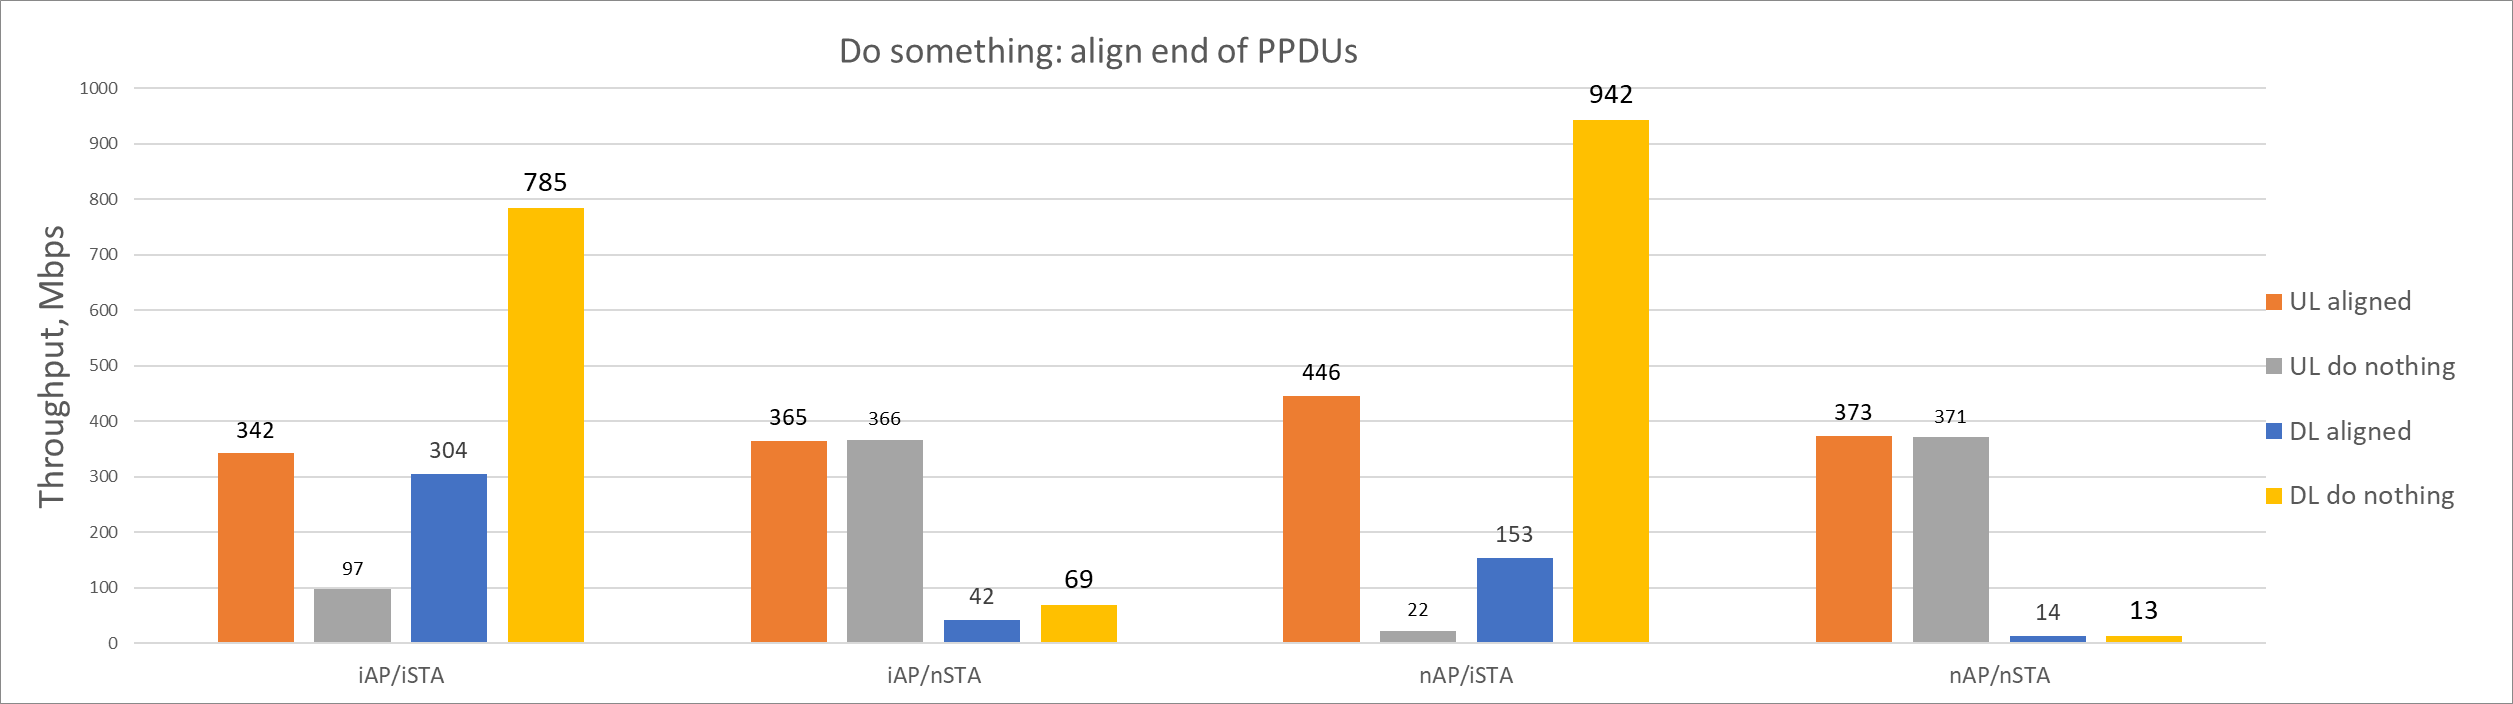 Do something: align end of PPDUs
Throughput, Mbps
1000
900
800
700
600
500
400
300
200
100
0
342
97
304
785
365
366
42
69
446
22
153
942
373
371
14
13
iAP/iSTA
iAP/nSTA
nAP/iSTA
nAP/nSTA
UL aligned
UL do nothing
DL aligned
DL do nothing